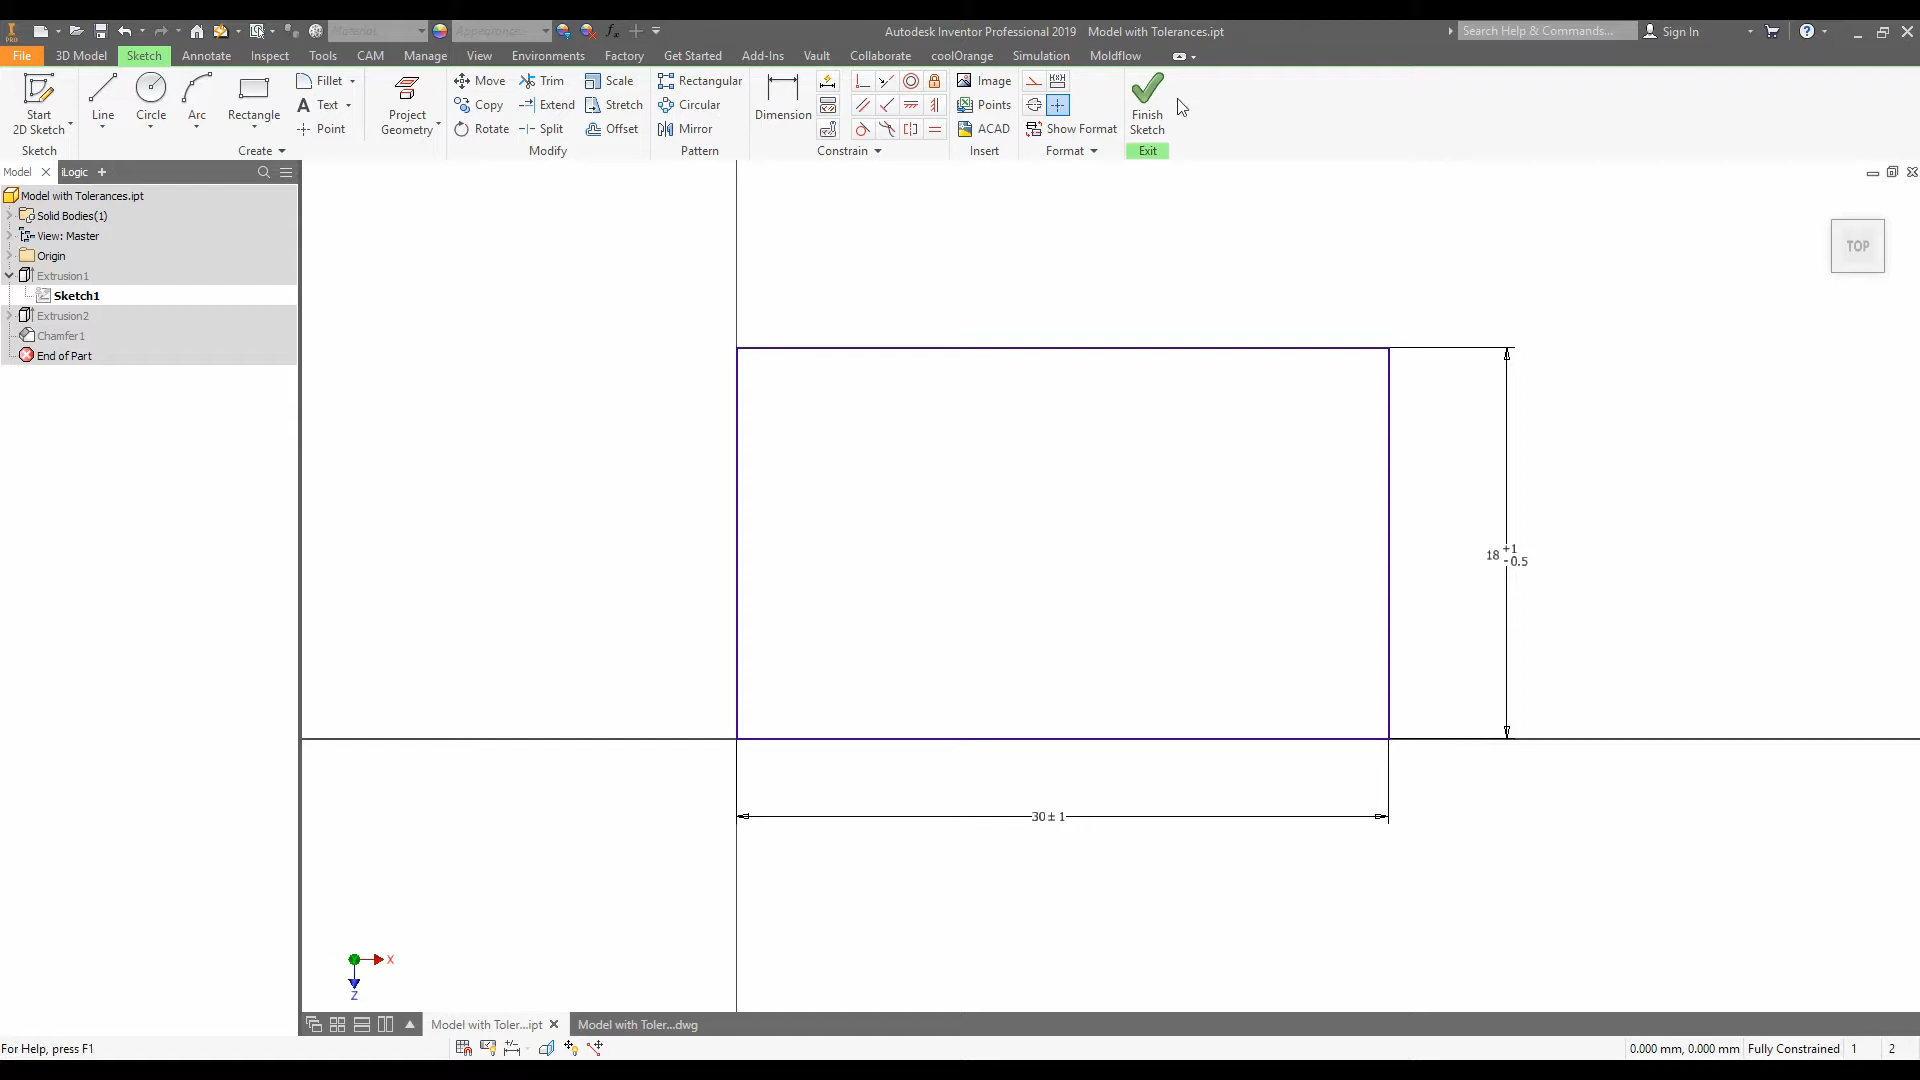 Material
Appearance
Autodesk Inventor Professional 2019 Model with Tolerances.ipt
Search Help & Commands...
Sign In
File 3D Model Sketch Annotate Inspect Tools CAM Manage View Environments Factory Get Started Add-Ins Vault Collaborate coolOrange Simulation Moldflow
Start
2D Sketch
Sketch
Line
Circle
Arc
Rectangle
Fillet
Text
Point
Create
Project
Geometry
Move
Copy
Rotate
Trim
Extend
Split
Scale
Stretch
Offset
Modify
Rectangular
Circular
Mirror
Pattern
Dimension
Constrain
Image
Points
ACAD
Insert
Show Format
Format
Finish
Sketch
Exit
Model
iLogic
Model with Tolerances.ipt
Solid Bodies(1)
View: Master
Origin
Extrusion1
Sketch1
Extrusion2
Chamfer1
End of Part
TOP
18 +1 -0.5
30 ± 1
X
Z
Model with Toler...ipt
Model with Toler...dwg
For Help, press F1
0.000 mm, 0.000 mm Fully Constrained 1 2